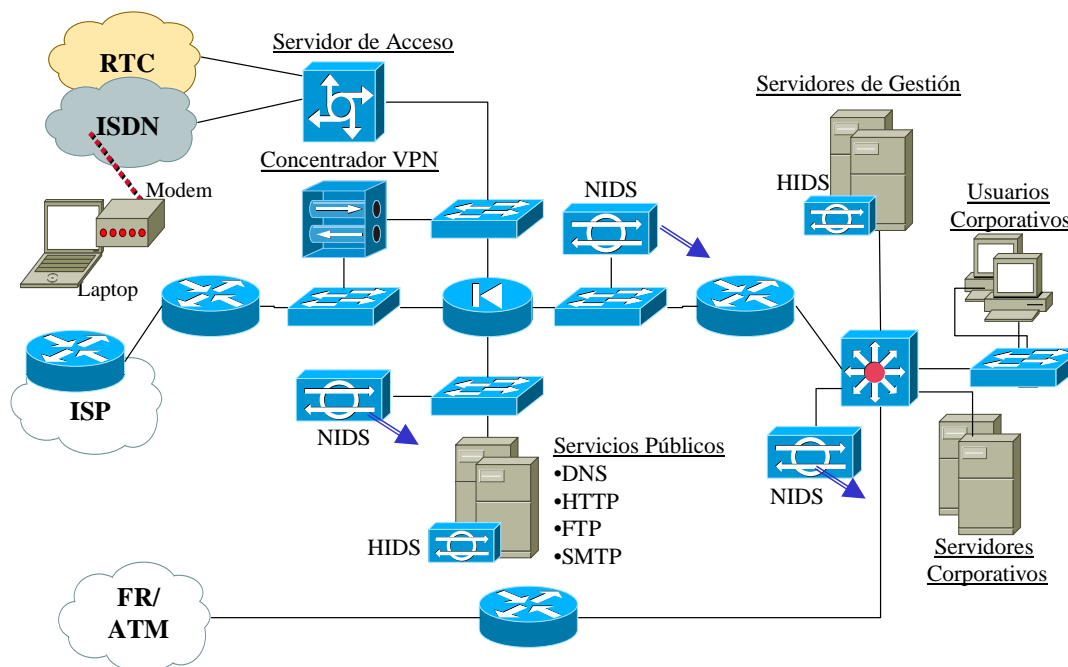 Servidor de Acceso
RTC
ISDN
Concentrador VPN
Modem
Laptop
ISP
NIDS
Servidores de Gestión
HIDS
Usuarios
Corporativos
NIDS
HIDS
Servicios Públicos
•DNS
•HTTP
•FTP
•SMTP
NIDS
Servidores
Corporativos
FR/
ATM